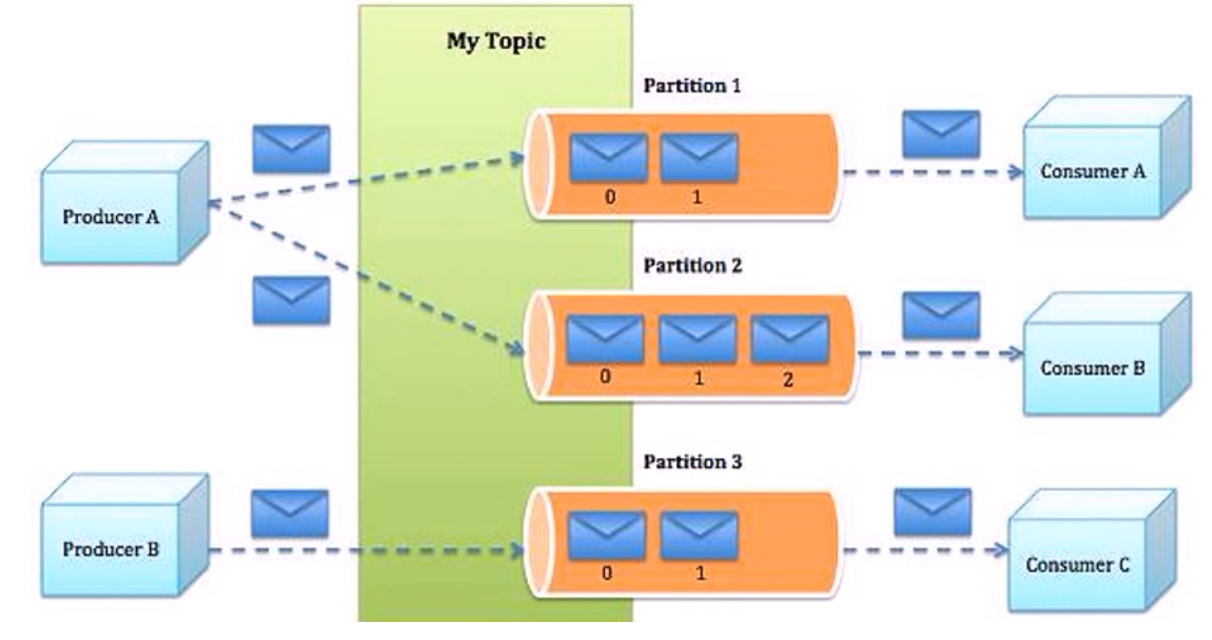 My Topic
Partition 1
Producer A
0 1
Consumer A
Partition 2
0 1 2
Consumer B
Partition 3
Producer B
0 1
Consumer C